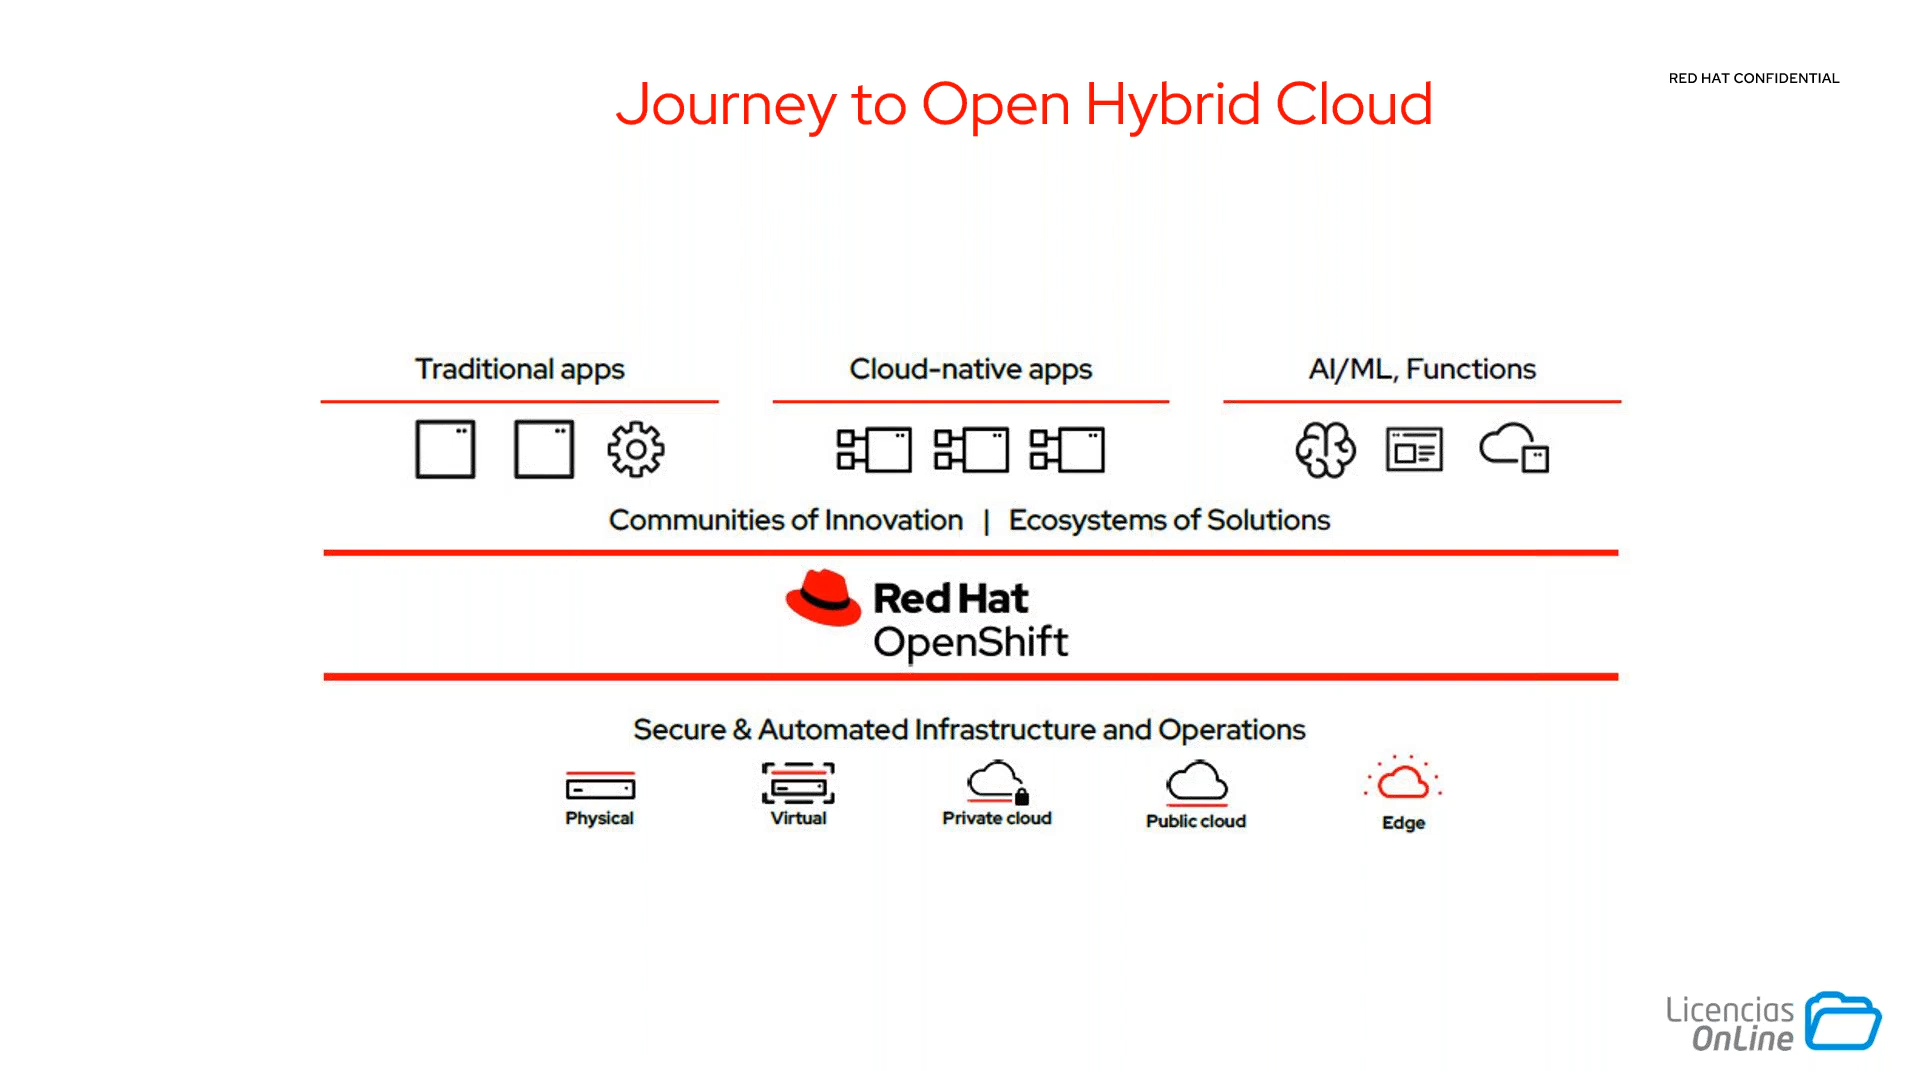 RED HAT CONFIDENTIAL
Journey to Open Hybrid Cloud
Traditional apps
Cloud-native apps
AI/ML, Functions
Communities of Innovation | Ecosystems of Solutions
Red Hat
OpenShift
Secure & Automated Infrastructure and Operations
Physical
Virtual
Private cloud
Public cloud
Edge
Licencias
OnLine